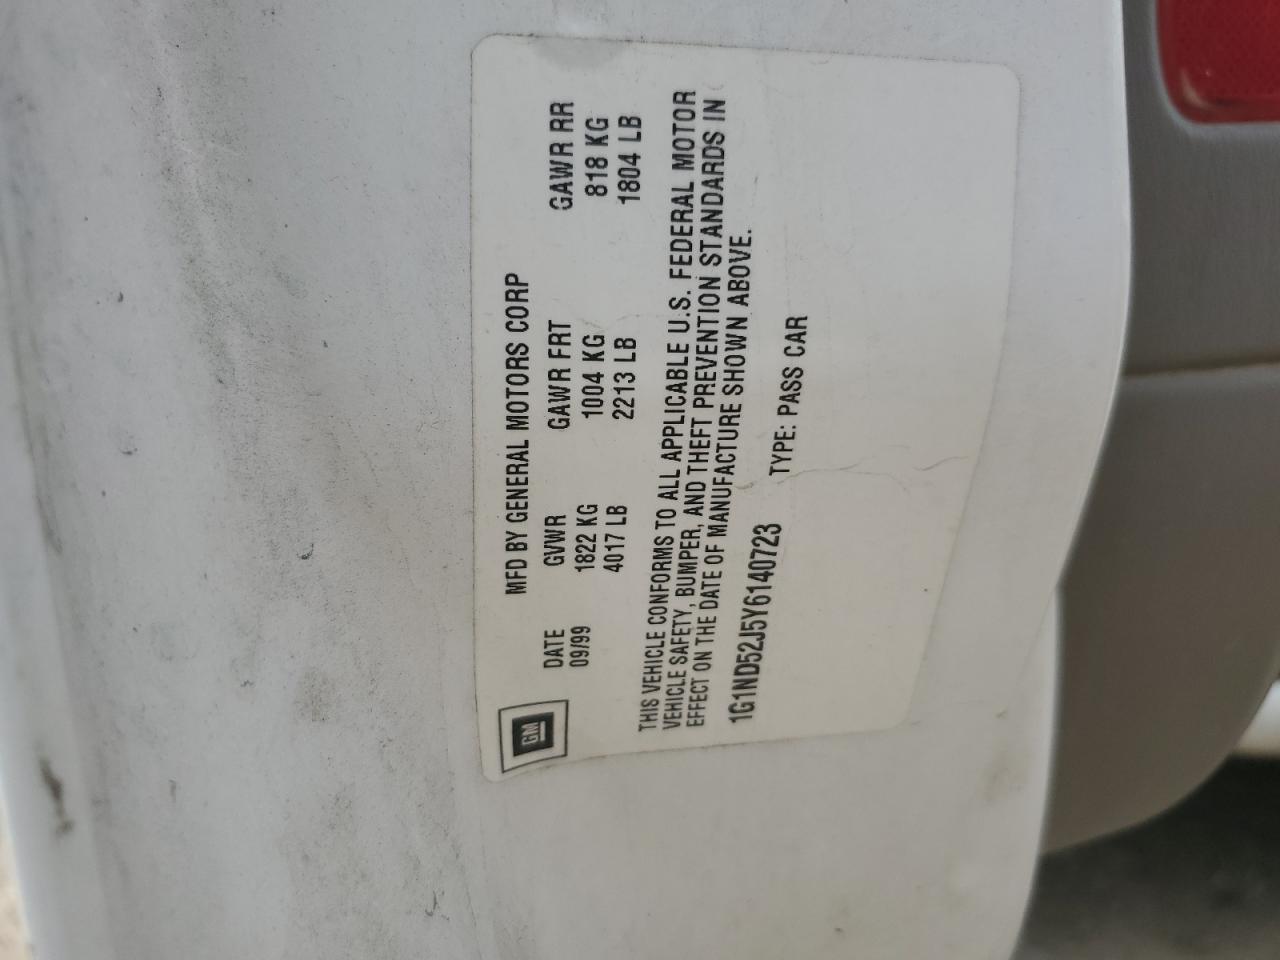 MFD BY GENERAL MOTORS CORP
DATE GVWR GAWR FRT GAWR RR
09/99 1822 KG 1004 KG 818 KG
4017 LB 2213 LB 1804 LB
THIS VEHICLE CONFORMS TO ALL APPLICABLE U.S. FEDERAL MOTOR
VEHICLE SAFETY, BUMPER, AND THEFT PREVENTION STANDARDS IN
EFFECT ON THE DATE OF MANUFACTURE SHOWN ABOVE.
1G1ND52J5Y6140723 TYPE: PASS CAR
GM